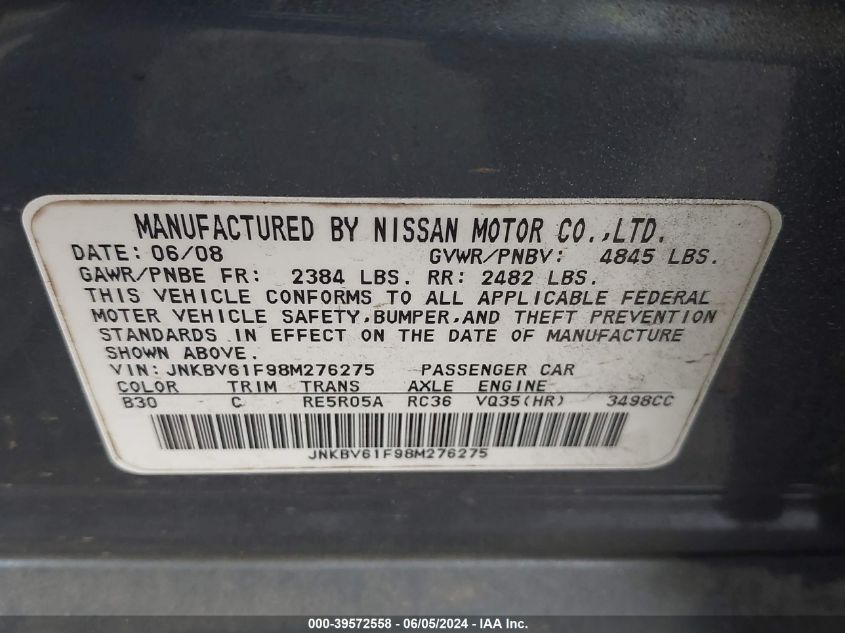 MANUFACTURED BY NISSAN MOTOR CO.,LTD.
DATE: 06/08 GVWR/PNBV: 4845 LBS.
GAWR/PNBE FR: 2384 LBS. RR: 2482 LBS.
THIS VEHICLE CONFORMS TO ALL APPLICABLE FEDERAL
MOTER VEHICLE SAFETY,BUMPER,AND THEFT PREVENTION
STANDARDS IN EFFECT ON THE DATE OF MANUFACTURE
SHOWN ABOVE.
VIN: JNKBV61F98M276275 PASSENGER CAR
COLOR TRIM TRANS AXLE ENGINE
B30 C RE5R05A RC36 VQ35(HR) 3498CC
JNKBV61F98M276275
000-39572558 - 06/05/2024 - IAA Inc.